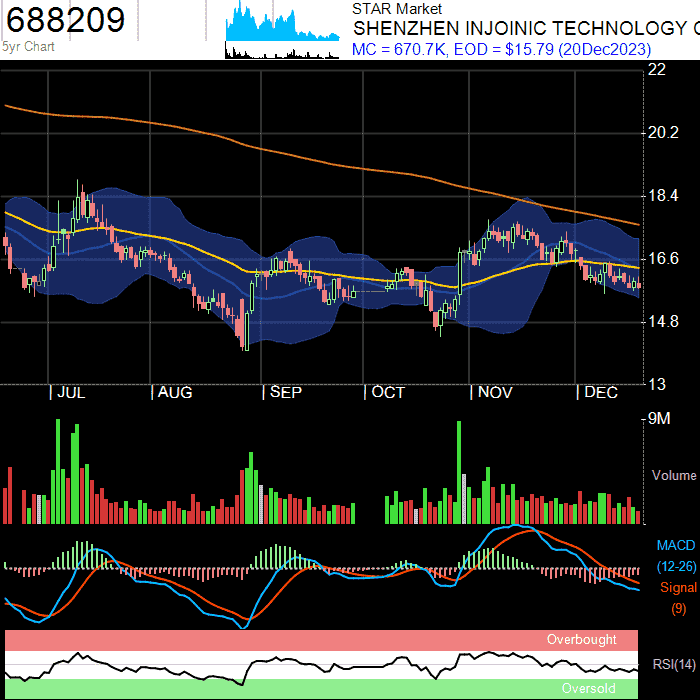 688209
5yr Chart
STAR Market
SHENZHEN INJOINIC TECHNOLOGY C
MC = 670.7K, EOD = $15.79 (20Dec2023)
22
20.2
18.4
16.6
14.8
13
JUL AUG SEP OCT NOV DEC
9M
Volume
MACD
(12-26)
Signal
(9)
Overbought
RSI(14)
Oversold